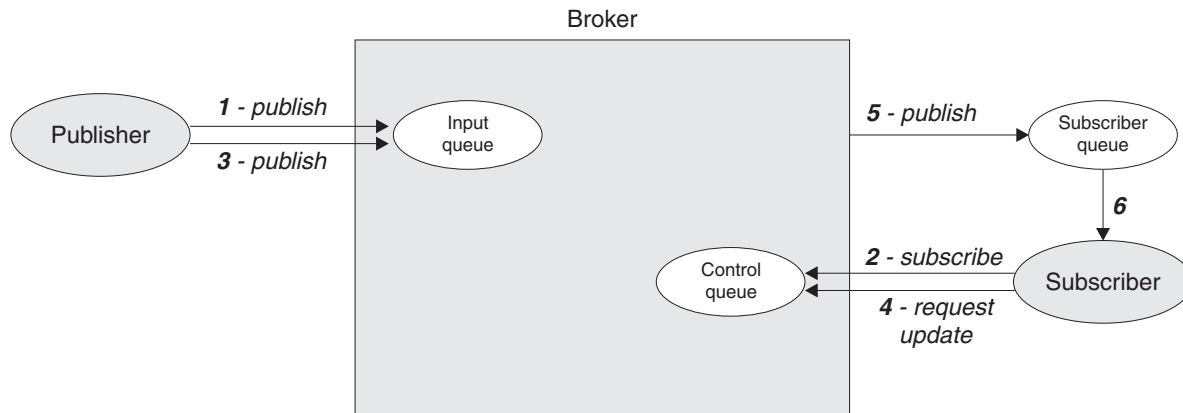 Broker
Publisher
1 - publish
3 - publish
Input
queue
5 - publish
Subscriber
queue
6
Control
queue
2 - subscribe
4 - request
update
Subscriber